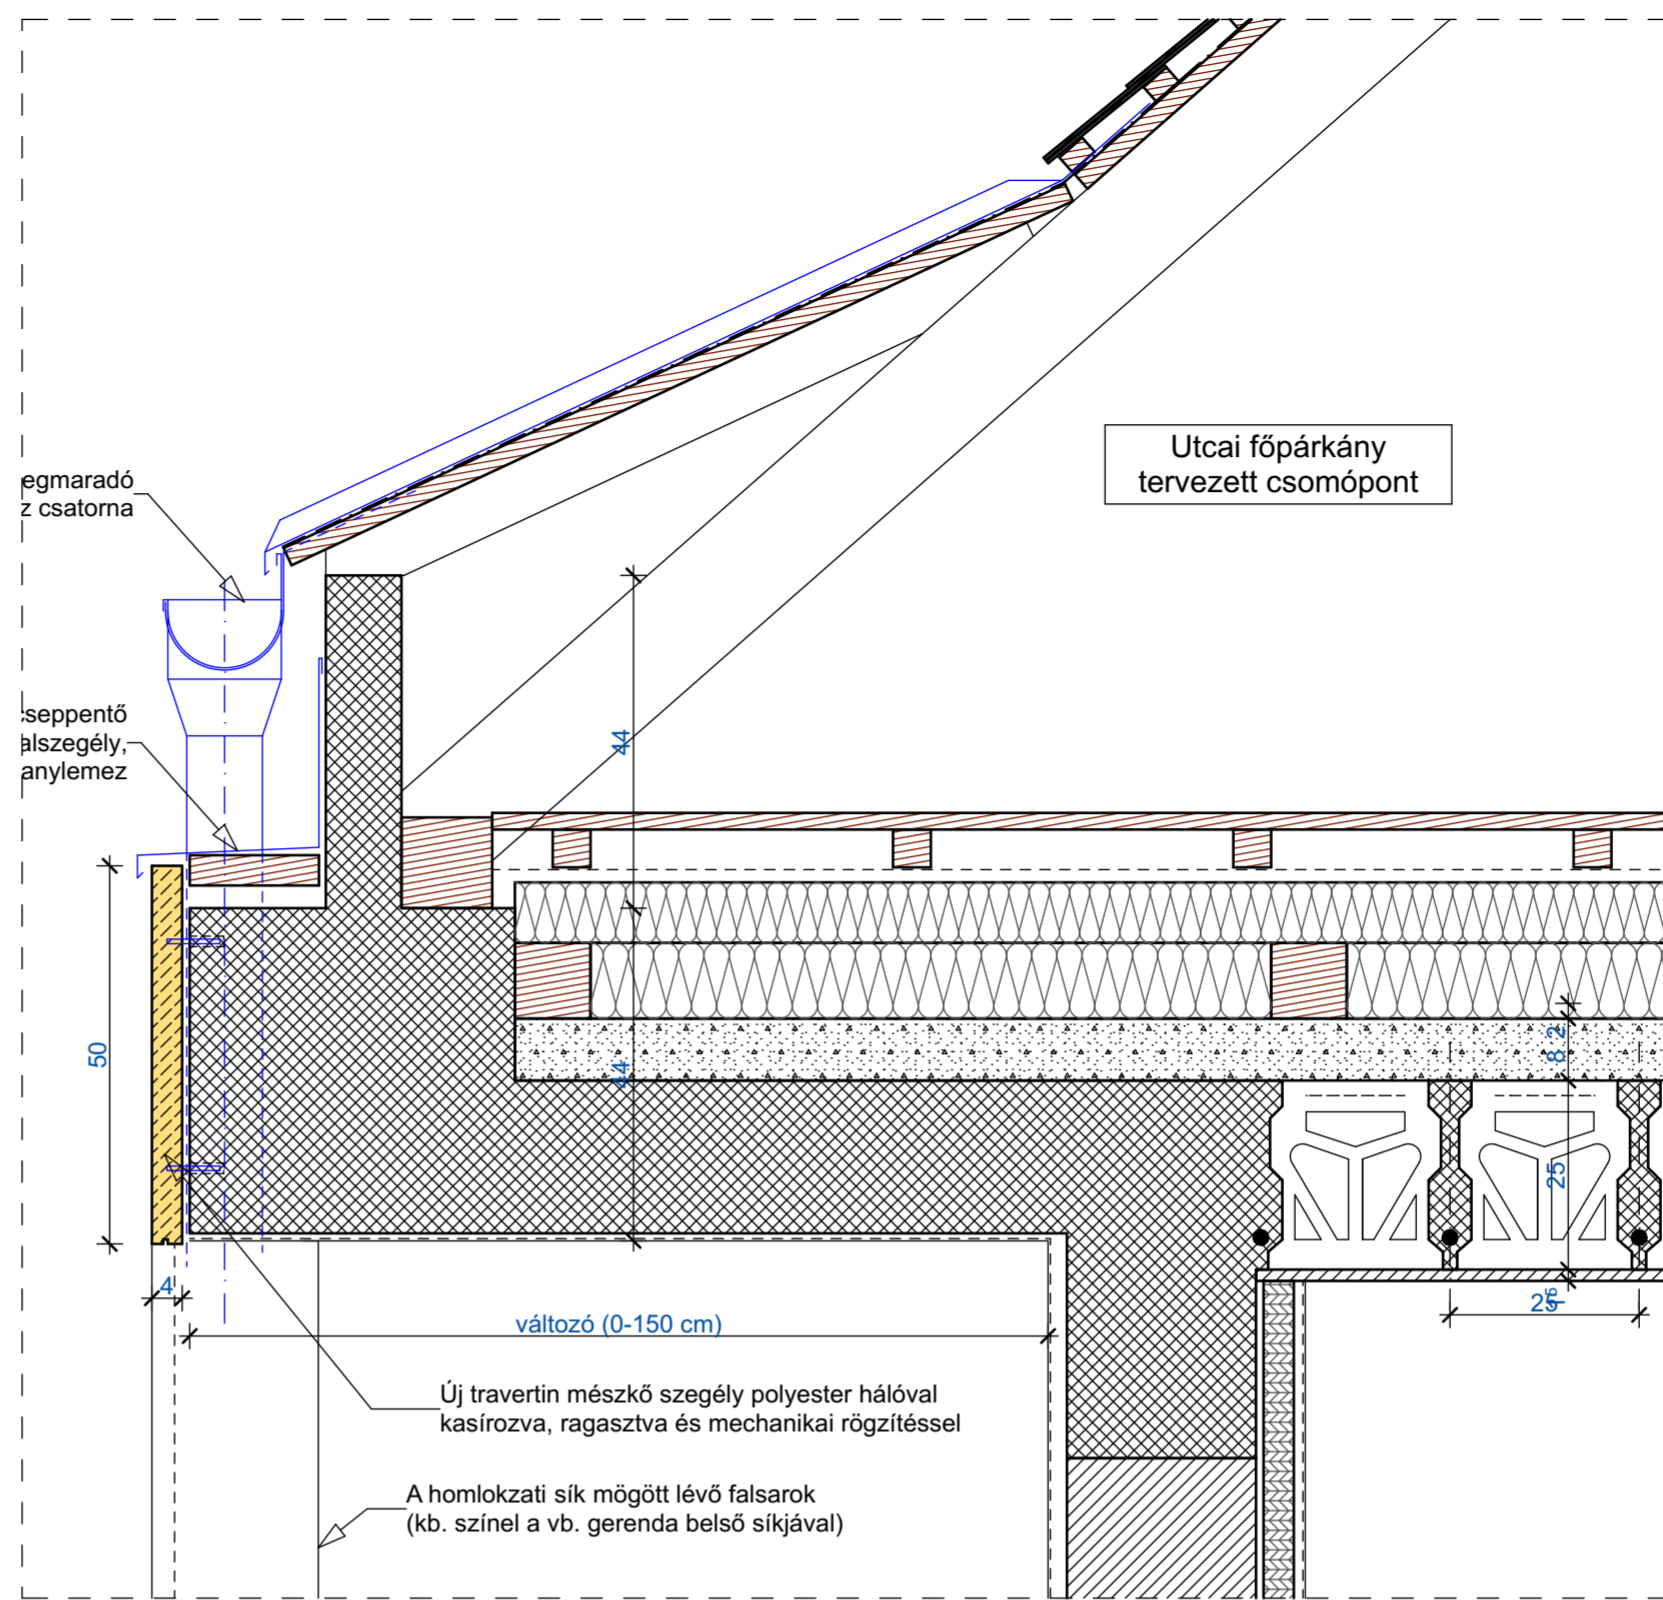 Utcai főpárkány
tervezett csomópont
egmaradó
z csatorna
seppentő
alszegély,
anylemez
44
44
50
4
8 2
25
25
változó (0-150 cm)
Új travertin mészkő szegély polyester hálóval
kasírozva, ragasztva és mechanikai rögzítéssel
A homlokzati sík mögött lévő falsarok
(kb. színel a vb. gerenda belső síkjával)